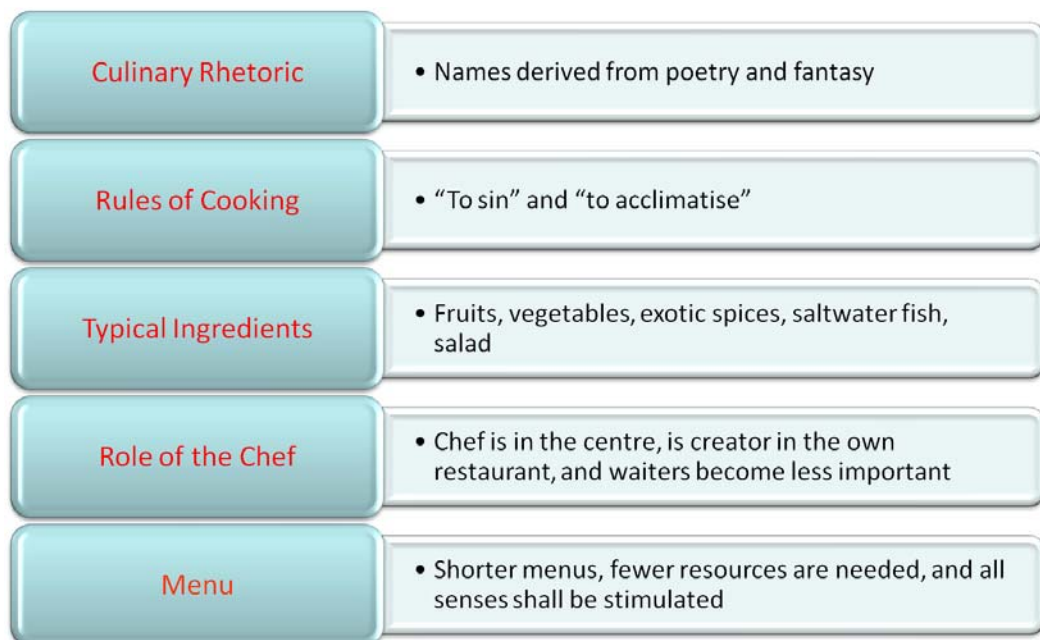 Culinary Rhetoric
• Names derived from poetry and fantasy
Rules of Cooking
• “To sin” and “to acclimatise”
Typical Ingredients
• Fruits, vegetables, exotic spices, saltwater fish,
salad
Role of the Chef
• Chef is in the centre, is creator in the own
restaurant, and waiters become less important
Menu
• Shorter menus, fewer resources are needed, and all
senses shall be stimulated